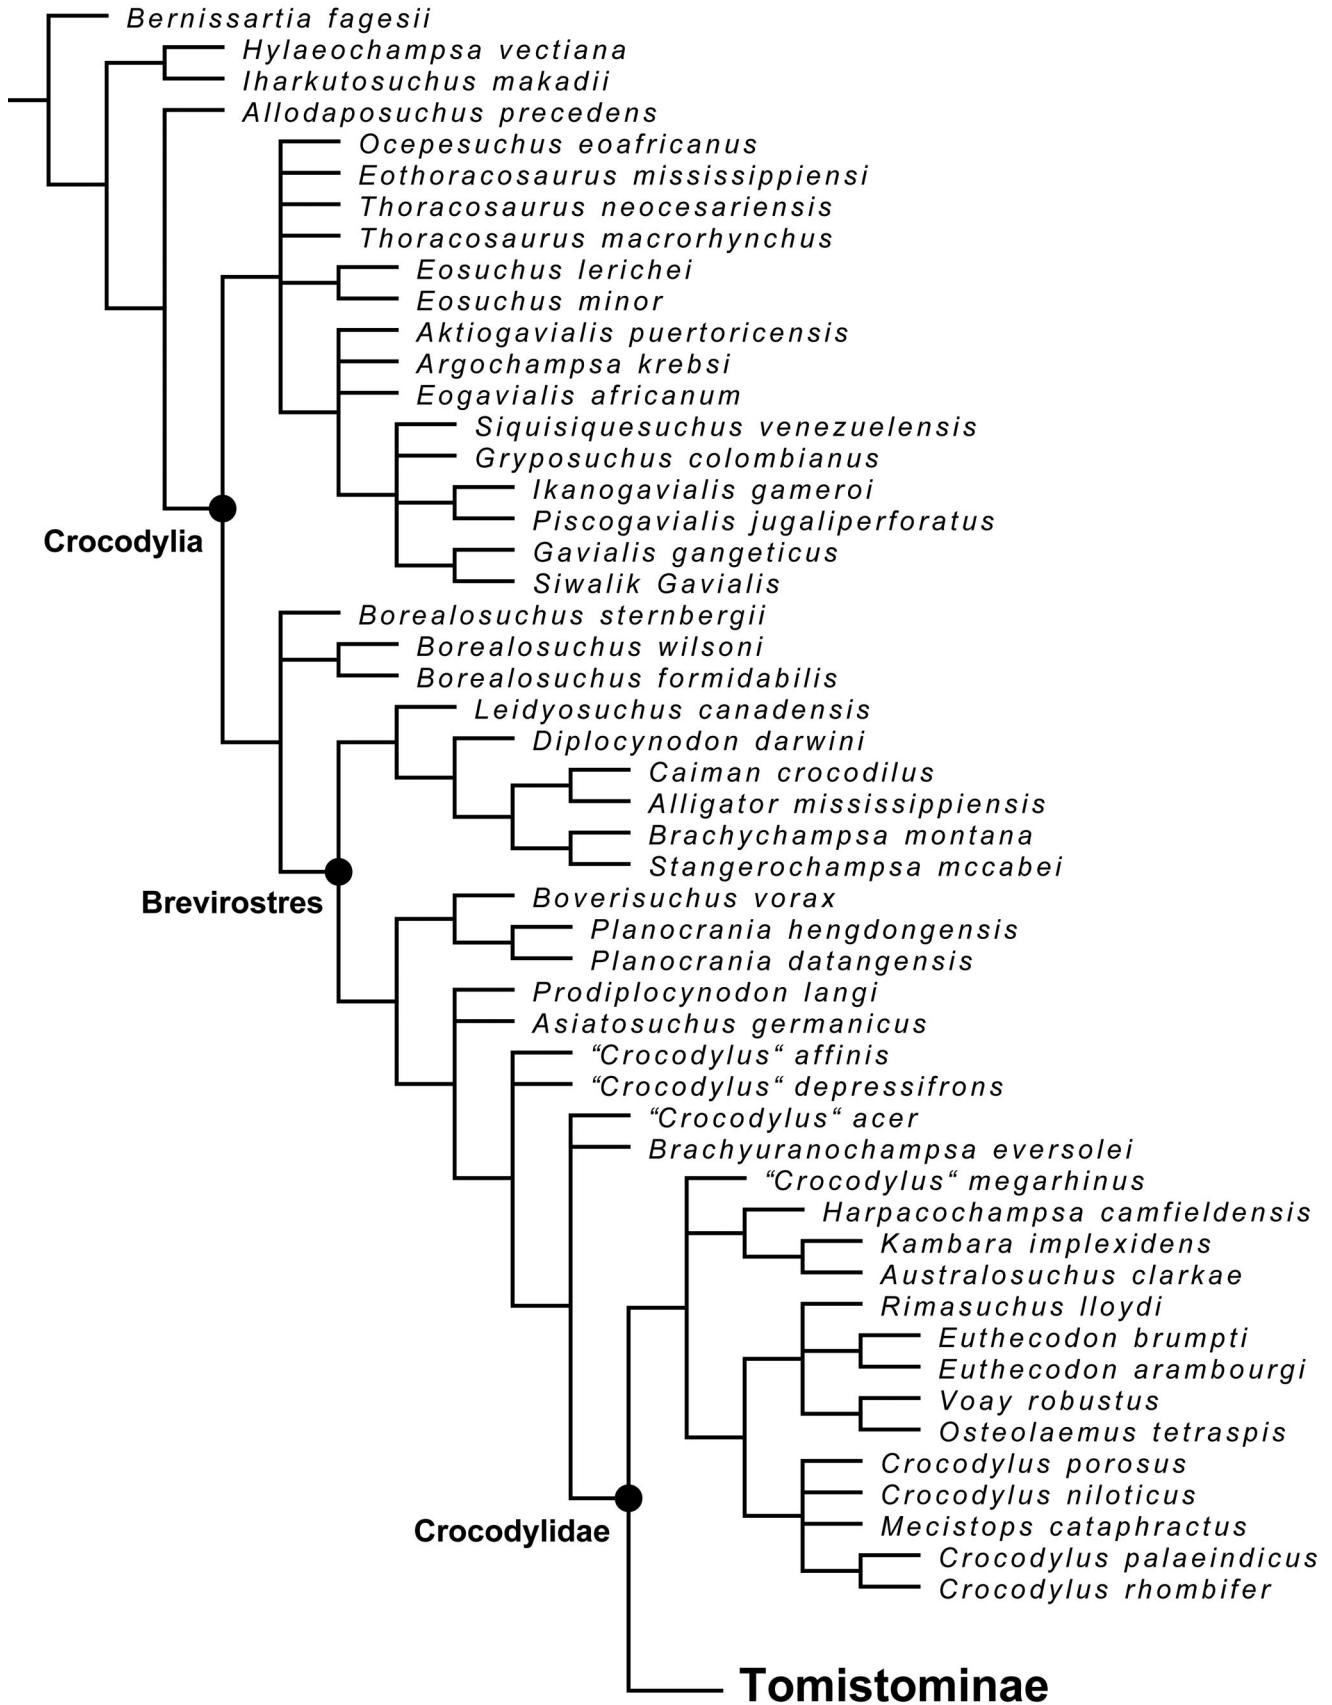 Bernissartia fagesii
Hylaeochampsa vectiana
Iharkutosuchus makadii
Allodaposuchus precedens
Ocepesuchus eoafricanus
Eothoracosaurus mississippiensi
Thoracosaurus neocesariensis
Thoracosaurus macrorhynchus
Eosuchus lerichei
Eosuchus minor
Aktiogavialis puertoricensis
Argochampsa krebsi
Eogavialis africanum
Siquisiquesuchus venezuelensis
Gryposuchus colombianus
Ikanogavialis gameroi
Piscogavialis jugaliperforatus
Crocodylia
Gavialis gangeticus
Siwalik Gavialis
Borealosuchus sternbergii
Borealosuchus wilsoni
Borealosuchus formidabilis
Leidyosuchus canadensis
Diplocynodon darwini
Caiman crocodilus
Alligator mississippiensis
Brachychampsa montana
Stangerochampsa mccabei
Boverisuchus vorax
Brevirostres
Planocrania hengdongensis
Planocrania datangensis
Prodiplocynodon langi
Asiatosuchus germanicus
“Crocodylus“ affinis
“Crocodylus“ depressifrons
“Crocodylus“ acer
Brachyuranochampsa eversolei
“Crocodylus“ megarhinus
Harpacochampsa camfieldensis
Kambara implexidens
Australosuchus clarkae
Rimasuchus lloydi
Euthecodon brumpti
Euthecodon arambourgi
Voay robustus
Osteolaemus tetraspis
Crocodylus porosus
Crocodylus niloticus
Mecistops cataphractus
Crocodylidae
Crocodylus palaeindicus
Crocodylus rhombifer
Tomistominae